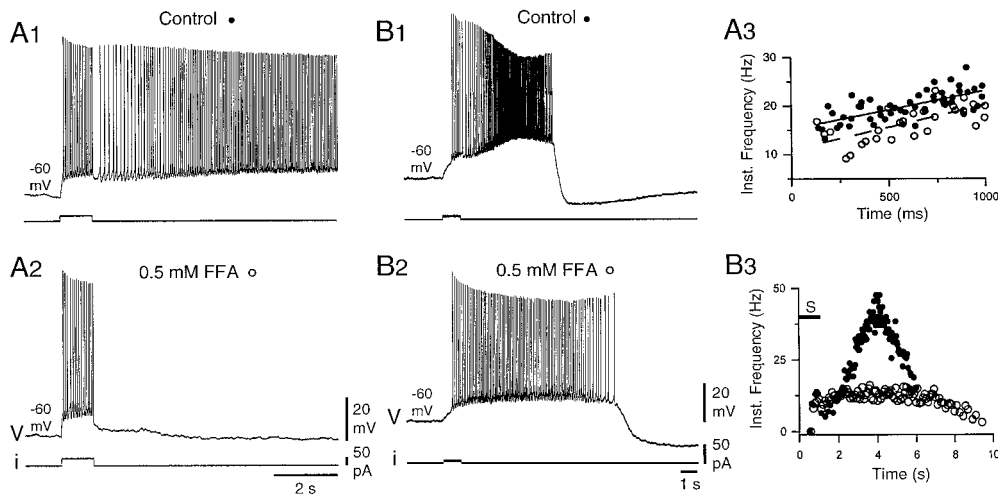 A1
Control ●
-60
mV
B1
Control ●
-60
mV
A3
Inst. Frequency (Hz)
30
20
10
0
500
1000
Time (ms)
A2
0.5 mM FFA ○
-60
mV
V
i
20
mV
50
pA
2 s
B2
0.5 mM FFA ○
-60
mV
V
i
20
mV
50
pA
1 s
B3
Inst. Frequency (Hz)
50
25
0
S
0
2
4
6
8
10
Time (s)